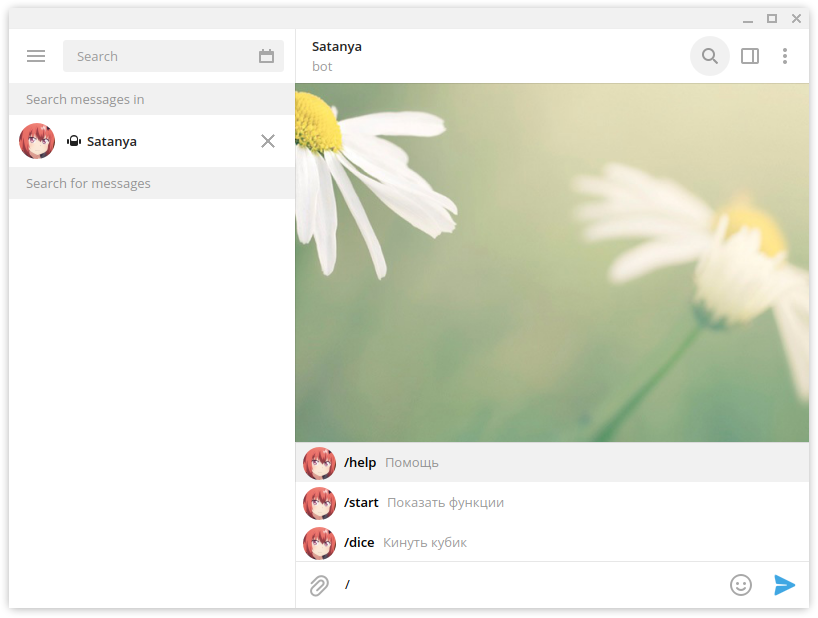 Search
Search messages in
Satanya
Search for messages
Satanya
bot
/help Помощь
/start Показать функции
/dice Кинуть кубик
/